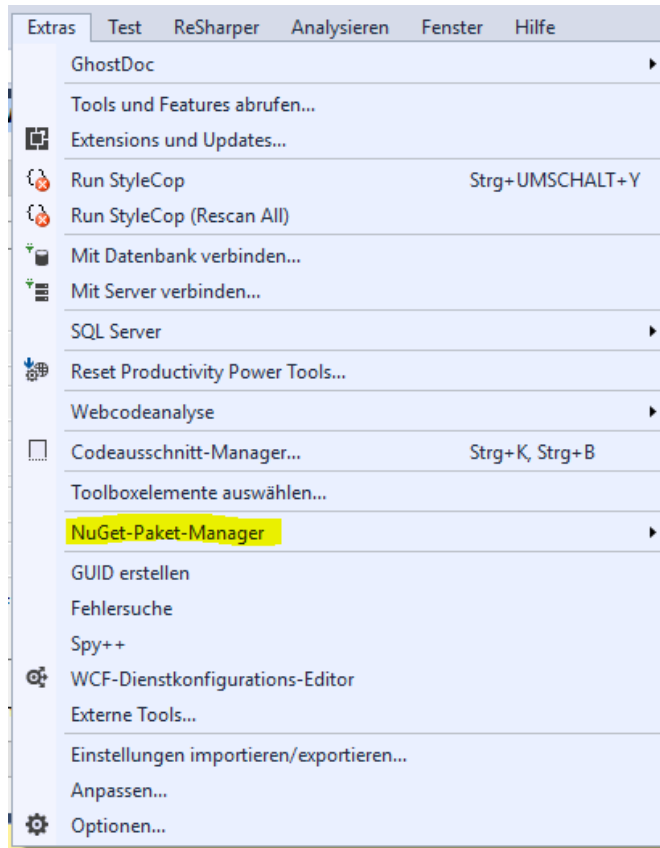 Extras Test ReSharper Analysieren Fenster Hilfe
GhostDoc
Tools und Features abrufen...
Extensions und Updates...
Run StyleCop Strg+UMSCHALT+Y
Run StyleCop (Rescan All)
Mit Datenbank verbinden...
Mit Server verbinden...
SQL Server
Reset Productivity Power Tools...
Webcodeanalyse
Codeausschnitt-Manager... Strg+K, Strg+B
Toolboxelemente auswählen...
NuGet-Paket-Manager
GUID erstellen
Fehlersuche
Spy++
WCF-Dienstkonfigurations-Editor
Externe Tools...
Einstellungen importieren/exportieren...
Anpassen...
Optionen...